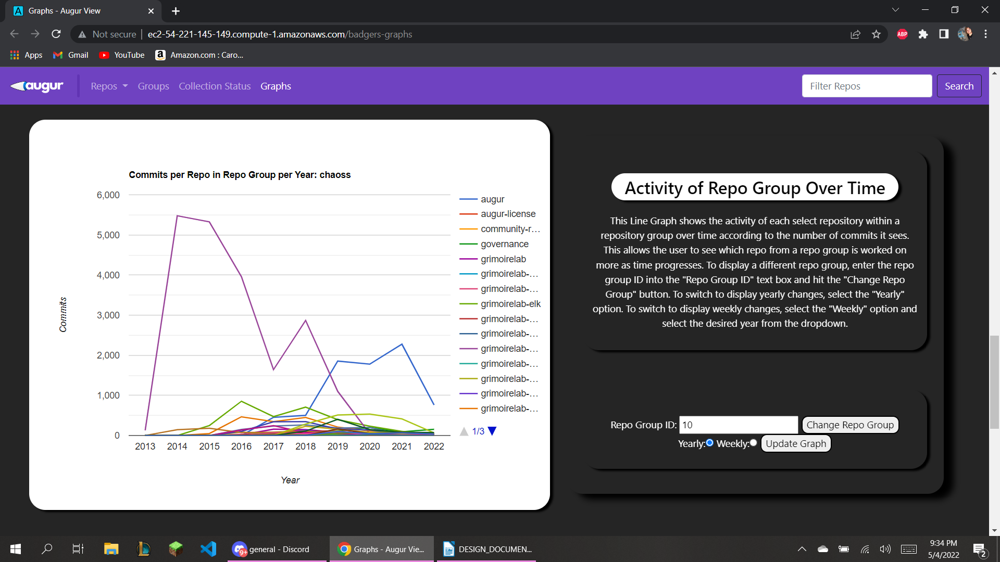 Graphs - Augur View
Not secure
ec2-54-221-145-149.compute-1.amazonaws.com/badgers-graphs
ABP
Apps
Gmail
YouTube
Amazon.com : Caro...
augur
Repos
Groups
Collection Status
Graphs
Filter Repos
Search
Commits per Repo in Repo Group per Year: chaoss
6,000
5,000
4,000
3,000
2,000
1,000
0
Commits
2013 2014 2015 2016 2017 2018 2019 2020 2021 2022
Year
augur
augur-license
community-r...
governance
grimoirelab
grimoirelab-...
grimoirelab-...
grimoirelab-elk
grimoirelab-...
grimoirelab-...
grimoirelab-...
grimoirelab-...
grimoirelab-...
grimoirelab-...
grimoirelab-...
1/3
Activity of Repo Group Over Time
This Line Graph shows the activity of each select repository within a
repository group over time according to the number of commits it sees.
This allows the user to see which repo from a repo group is worked on
more as time progresses. To display a different repo group, enter the repo
group ID into the "Repo Group ID" text box and hit the "Change Repo
Group" button. To switch to display yearly changes, select the "Yearly"
option. To switch to display weekly changes, select the "Weekly" option and
select the desired year from the dropdown.
Repo Group ID: 10 Change Repo Group
Yearly: Weekly: Update Graph
9+
general - Discord
Graphs - Augur Vie...
DESIGN_DOCUMEN...
9:34 PM
5/4/2022
2